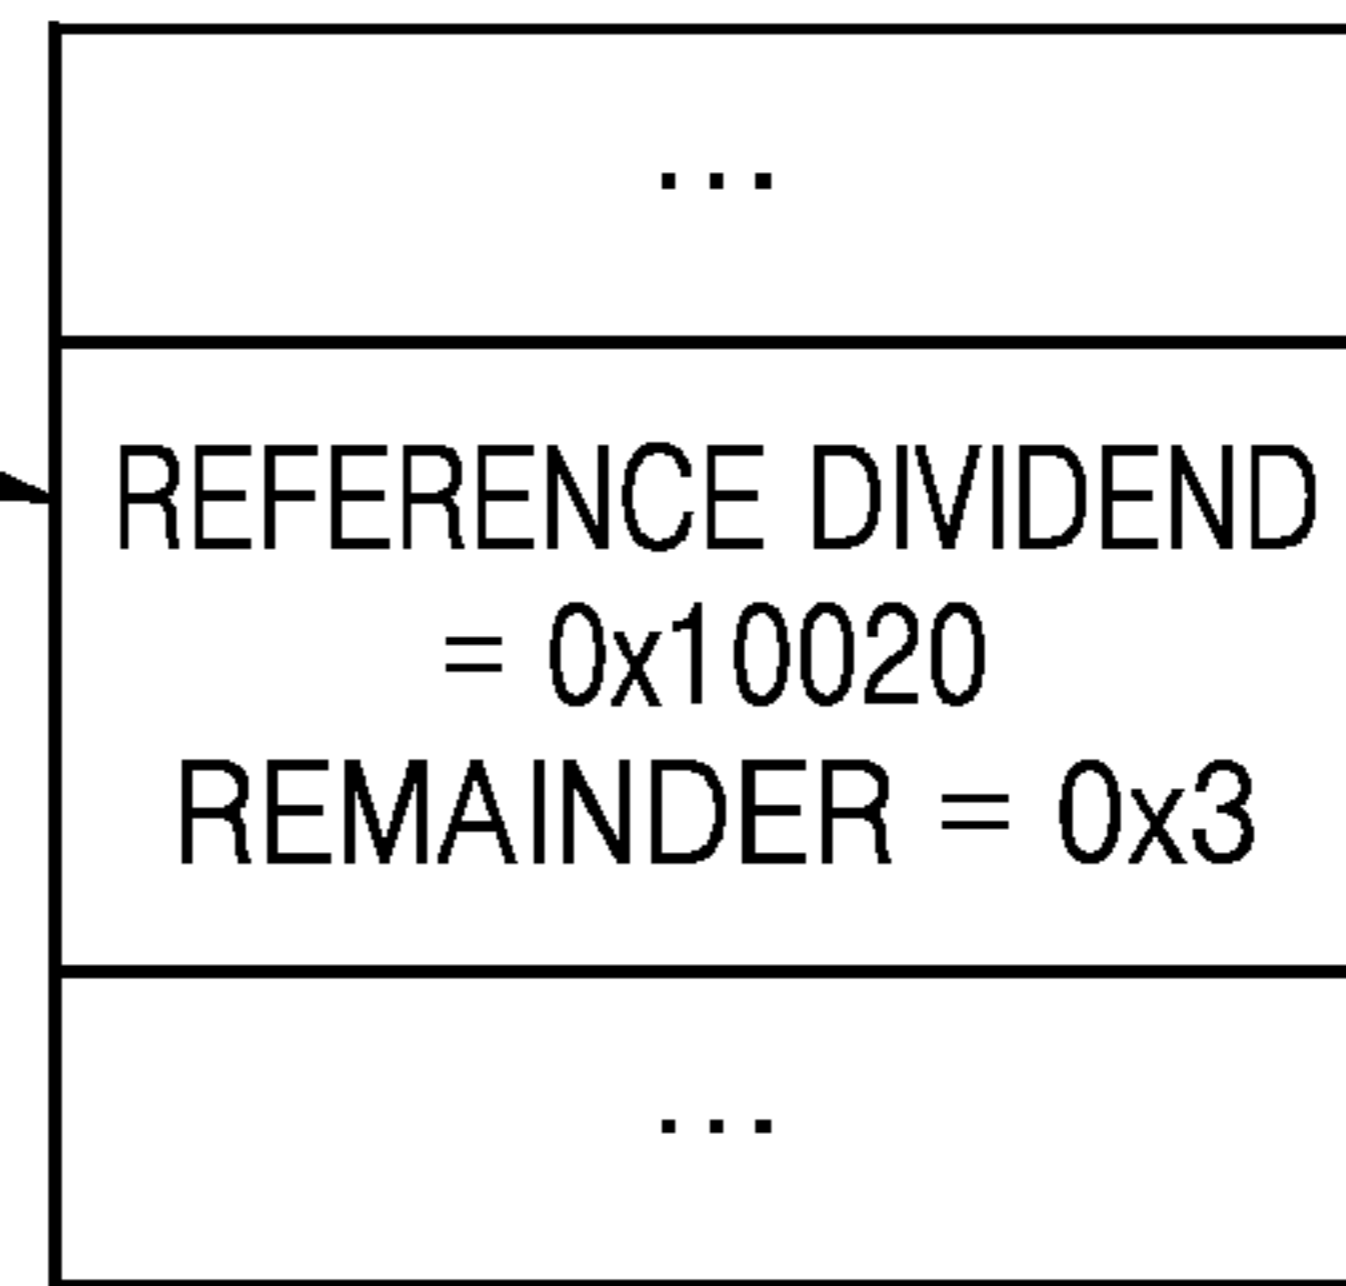 ...
REFERENCE DIVIDEND
= 0x10020
REMAINDER = 0x3
...